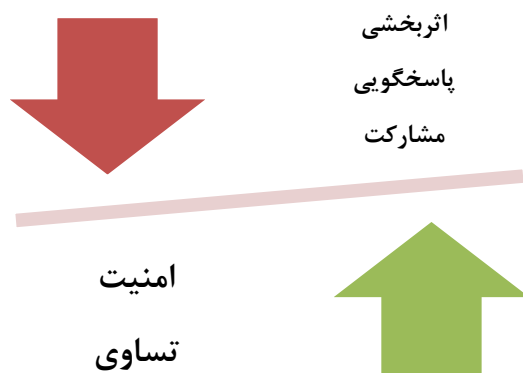 اثربخشی
پاسخگویی
مشارکت
امنیت
تساوی